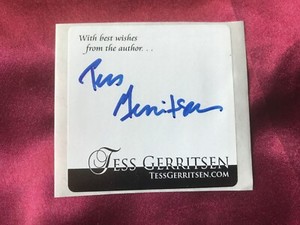 With best wishes
from the author. . .
Tess
Gerritsen
TESS GERRITSEN
TESSGERRITSEN.COM